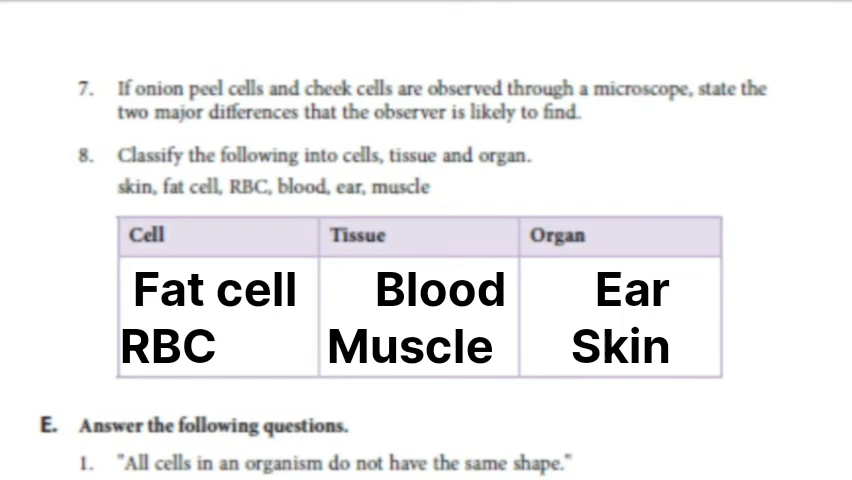 7. If onion peel cells and cheek cells are observed through a microscope, state the
two major differences that the observer is likely to find.
8. Classify the following into cells, tissue and organ.
skin, fat cell, RBC, blood, ear, muscle
Cell Tissue Organ
Fat cell Blood Ear
RBC Muscle Skin
E. Answer the following questions.
1. "All cells in an organism do not have the same shape."